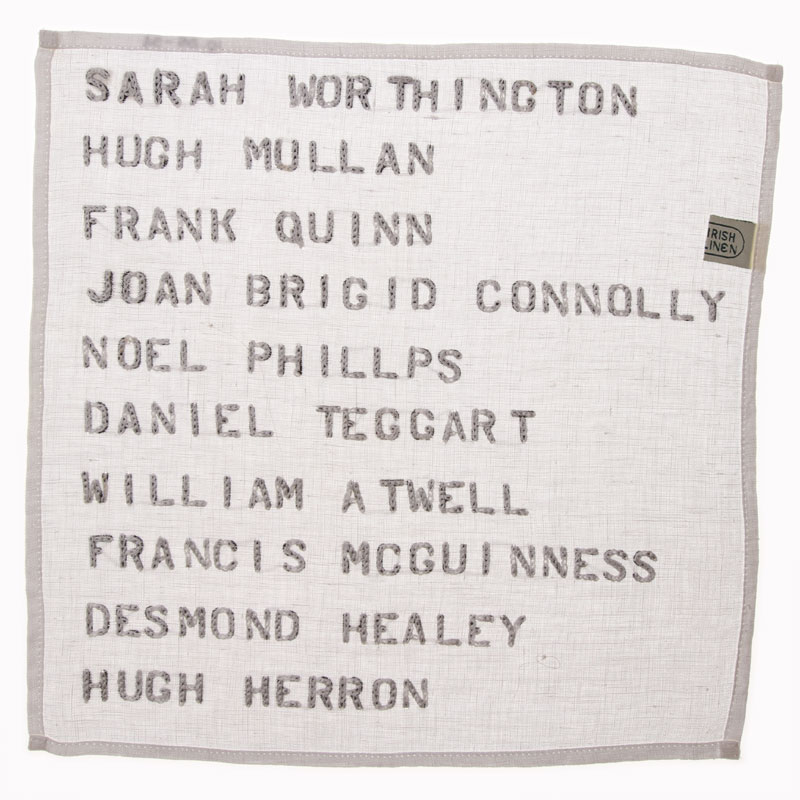 SARAH WORTHINGTON
HUGH MULLAN
FRANK QUINN
IRISH
LINEN
JOAN BRIGID CONNOLLY
NOEL PHILLPS
DANIEL TEGGART
WILLIAM ATWELL
FRANCIS MCGUINNESS
DESMOND HEALEY
HUGH HERRON